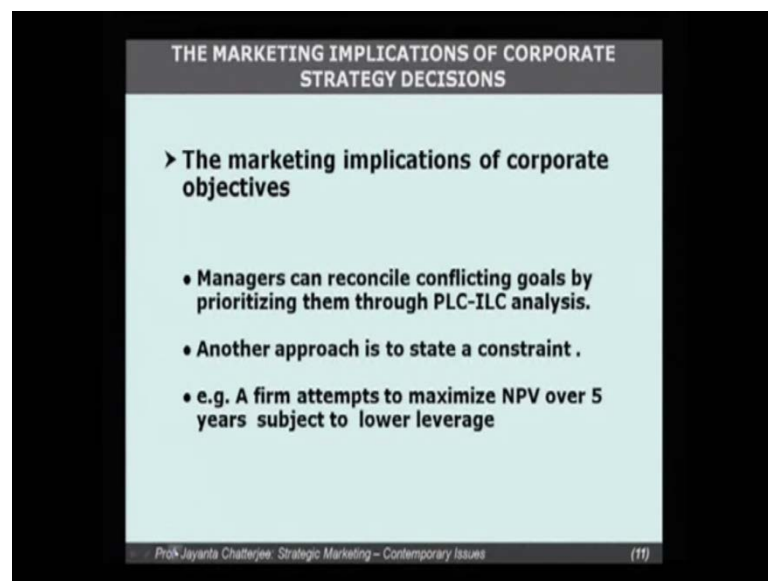 THE MARKETING IMPLICATIONS OF CORPORATE
STRATEGY DECISIONS
➤ The marketing implications of corporate
objectives
• Managers can reconcile conflicting goals by
prioritizing them through PLC-ILC analysis.
• Another approach is to state a constraint .
• e.g. A firm attempts to maximize NPV over 5
years subject to lower leverage
Prof. Jayanta Chatterjee: Strategic Marketing – Contemporary Issues (11)